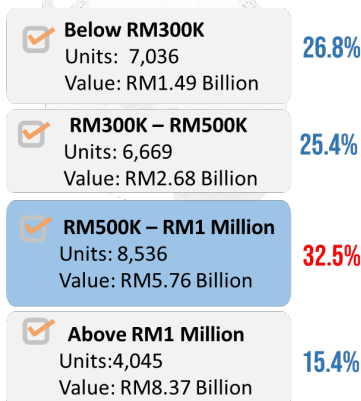 Below RM300K
Units: 7,036
Value: RM1.49 Billion
26.8%
RM300K – RM500K
Units: 6,669
Value: RM2.68 Billion
25.4%
RM500K – RM1 Million
Units: 8,536
Value: RM5.76 Billion
32.5%
Above RM1 Million
Units:4,045
Value: RM8.37 Billion
15.4%